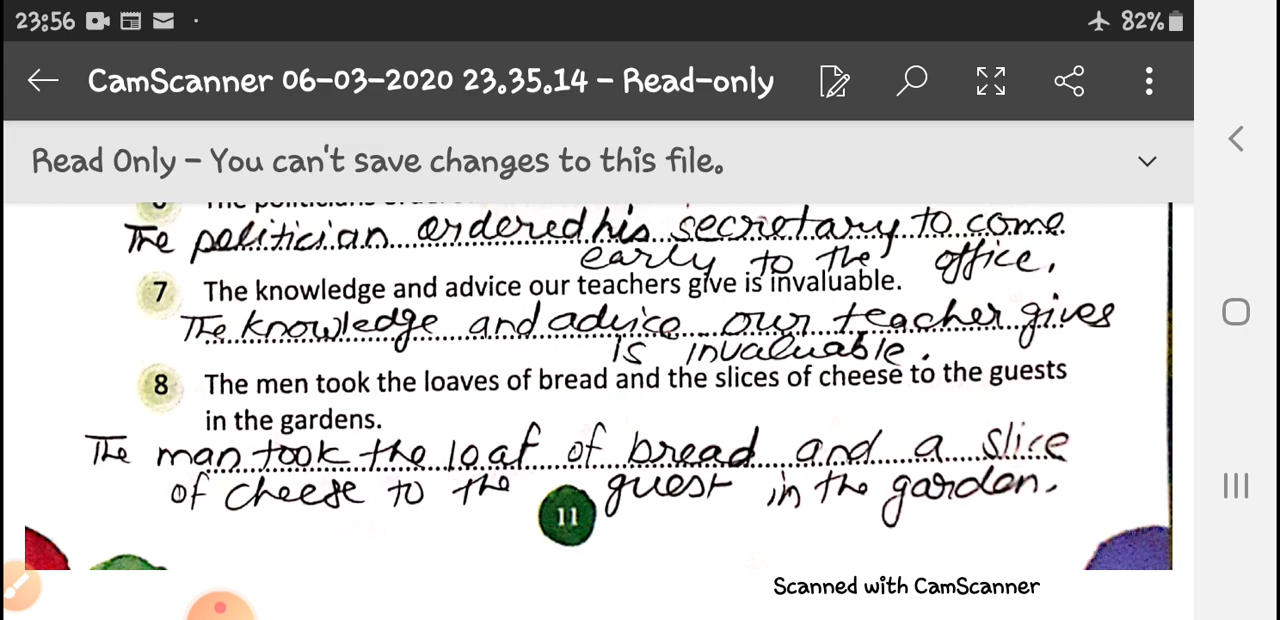 23:56 82%
CamScanner 06-03-2020 23.35.14 - Read-only
Read Only - You can't save changes to this file.
The politician ordered his secretary to come
early to the office.
7 The knowledge and advice our teachers give is invaluable.
The knowledge and advice our teacher gives
is invaluable.
8 The men took the loaves of bread and the slices of cheese to the guests
in the gardens.
The man took the loaf of bread and a slice
of cheese to the guest in the garden.
11
Scanned with CamScanner